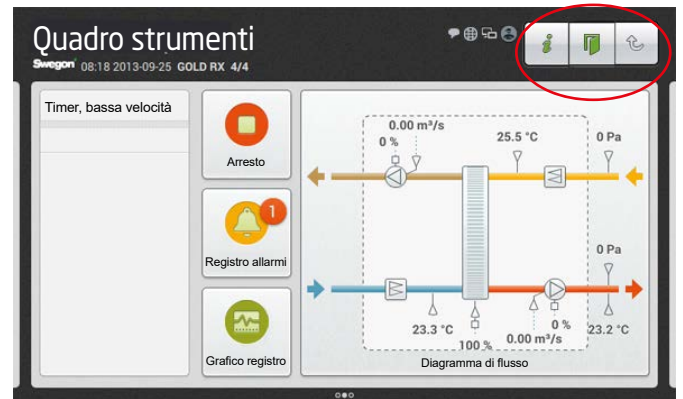 Quadro strumenti
Swegon 08:18 2013-09-25 GOLD RX 4/4
i
Timer, bassa velocità
Arresto
1
Registro allarmi
Grafico registro
0.00 m³/s
0 %
25.5 °C
0 Pa
0 Pa
23.3 °C
100 %
0.00 m³/s
0 %
23.2 °C
Diagramma di flusso